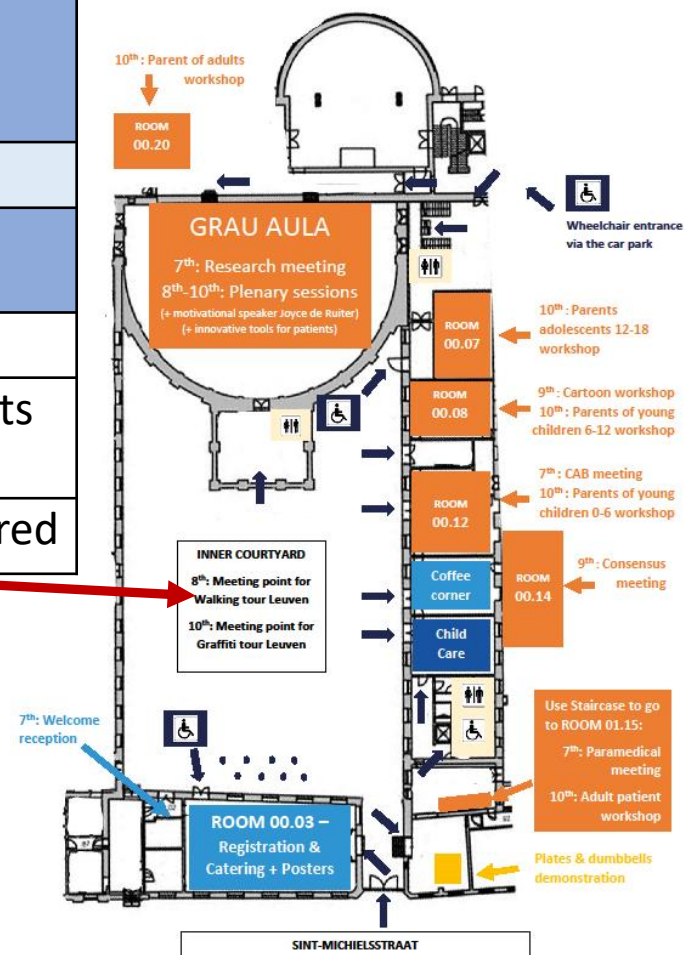 ts
red
10th: Parent of adults
workshop
ROOM
00.20
GRAU AULA
7th: Research meeting
8th-10th: Plenary sessions
(+ motivational speaker Joyce de Ruiter)
(+ innovative tools for patients)
Wheelchair entrance
via the car park
ROOM
00.07
10th: Parents
adolescents 12-18
workshop
ROOM
00.08
9th: Cartoon workshop
10th: Parents of young
children 6-12 workshop
ROOM
00.12
7th: CAB meeting
10th: Parents of young
children 0-6 workshop
INNER COURTYARD
8th: Meeting point for
Walking tour Leuven
10th: Meeting point for
Graffiti tour Leuven
Coffee
corner
Child
Care
ROOM
00.14
9th: Consensus
meeting
7th: Welcome
reception
Use Staircase to go
to ROOM 01.15:
7th: Paramedical
meeting
10th: Adult patient
workshop
ROOM 00.03 –
Registration &
Catering + Posters
Plates & dumbbells
demonstration
SINT-MICHIELSSTRAAT